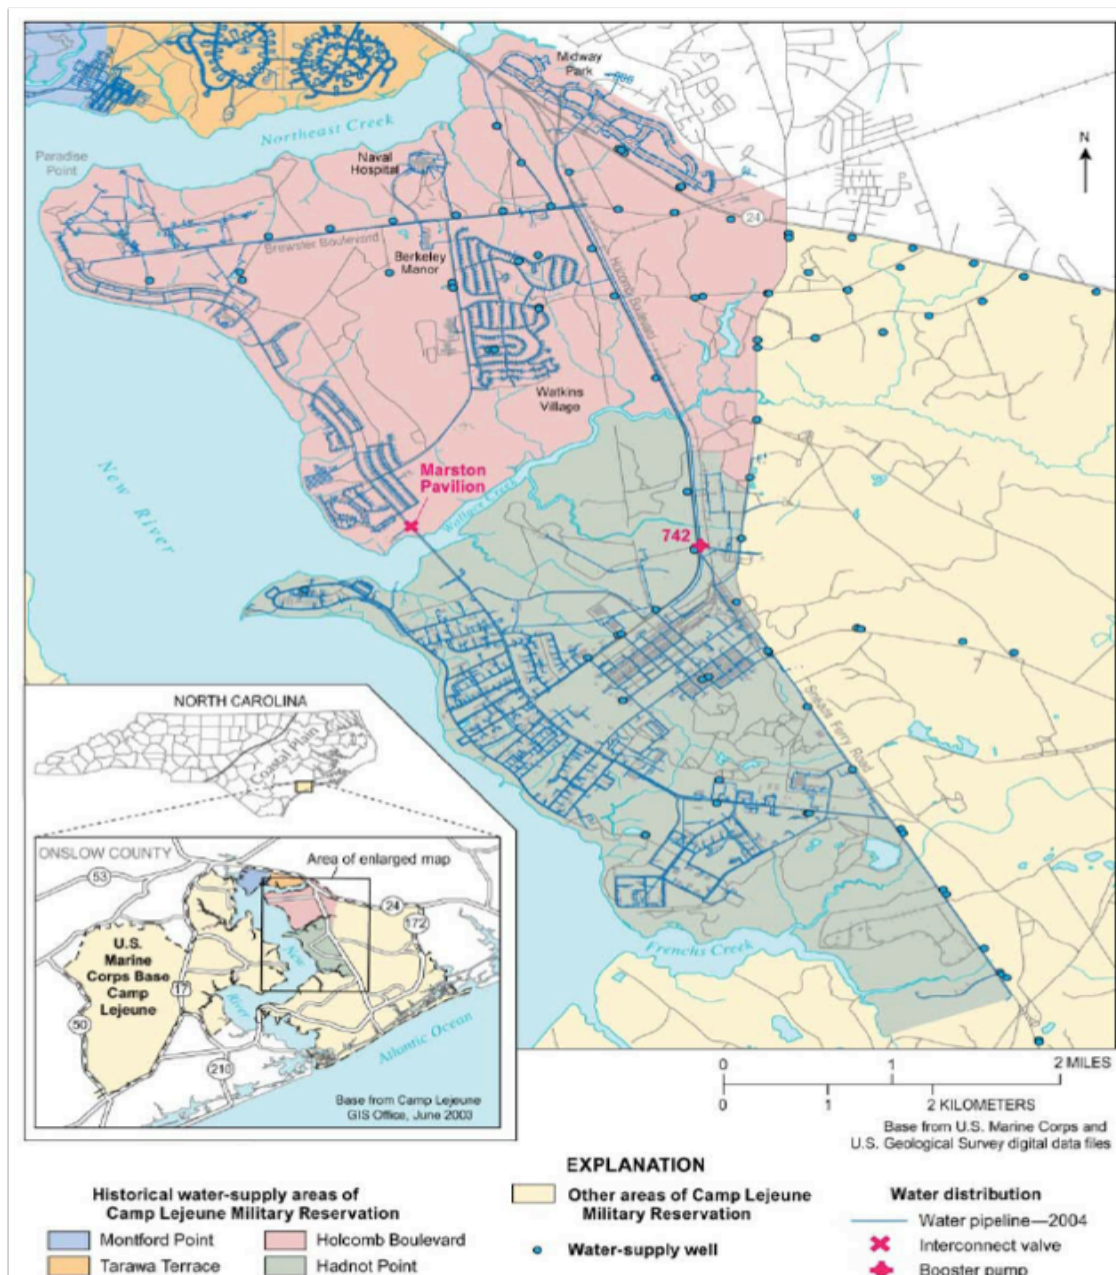 Midway
Park
Northeast Creek
Paradise
Point
Naval
Hospital
N
24
Brewster Boulevard
Berkeley
Manor
Holcomb Boulevard
Watkins
Village
New River
Marston
Pavilion
Wallace Creek
742
Sneads Ferry Road
Frenchs Creek
NORTH CAROLINA
Coastal Plain
ONSLOW COUNTY
Area of enlarged map
53
24
172
U.S.
Marine
Corps Base
Camp
Lejeune
17
New
River
50
210
Atlantic Ocean
Base from Camp Lejeune
GIS Office, June 2003
0 1 2 MILES
0 1 2 KILOMETERS
Base from U.S. Marine Corps and
U.S. Geological Survey digital data files
EXPLANATION
Historical water-supply areas of
Camp Lejeune Military Reservation
Montford Point
Tarawa Terrace
Holcomb Boulevard
Hadnot Point
Other areas of Camp Lejeune
Military Reservation
Water-supply well
Water distribution
Water pipeline—2004
Interconnect valve
Booster pump